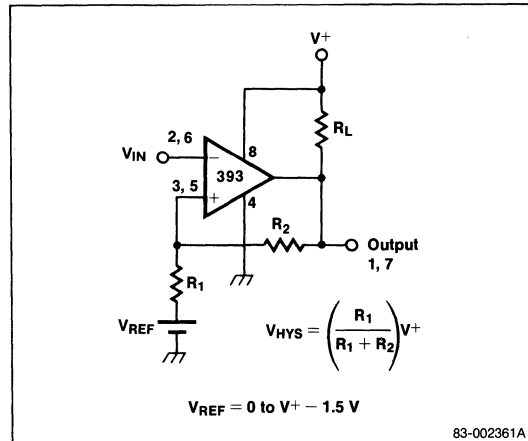 V+
RL
2, 6
VIN
−
8
393
3, 5
+
4
R2
Output
1, 7
R1
VREF
VHYS = (R1 / R1 + R2) V+
VREF = 0 to V+ − 1.5 V
83-002361A